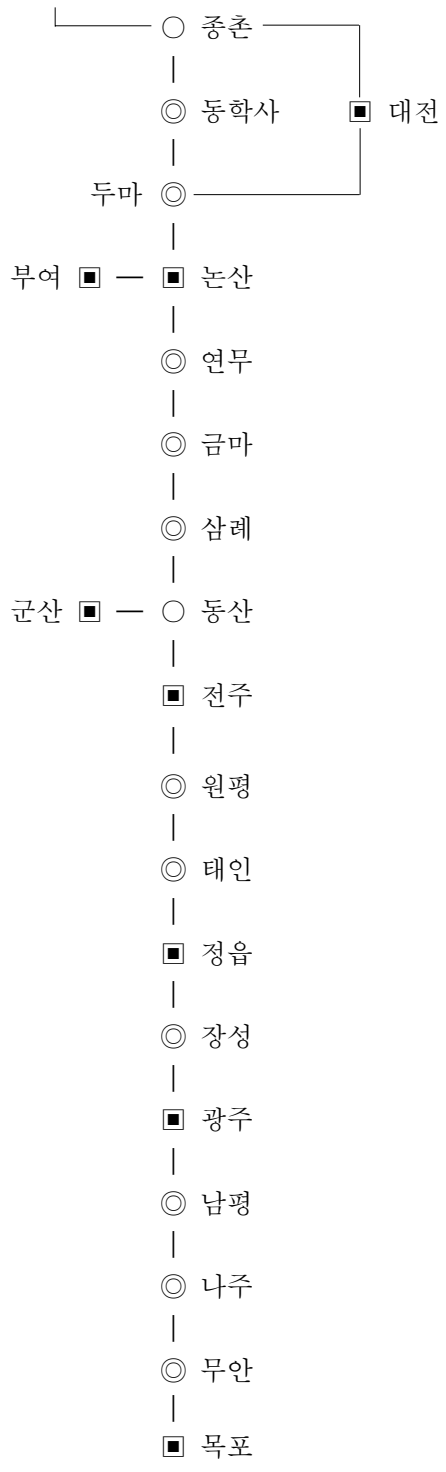 ○ 종촌
◎ 동학사 ▣ 대전
두마 ◎
부여 ▣ ― ▣ 논산
◎ 연무
◎ 금마
◎ 삼례
군산 ▣ ― ○ 동산
▣ 전주
◎ 원평
◎ 태인
▣ 정읍
◎ 장성
▣ 광주
◎ 남평
◎ 나주
◎ 무안
▣ 목포